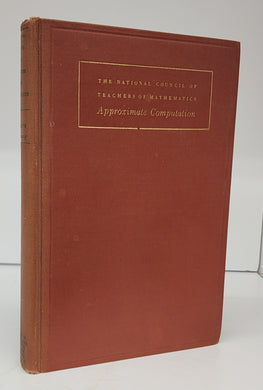 THE NATIONAL COUNCIL OF
TEACHERS OF MATHEMATICS
Approximate Computation